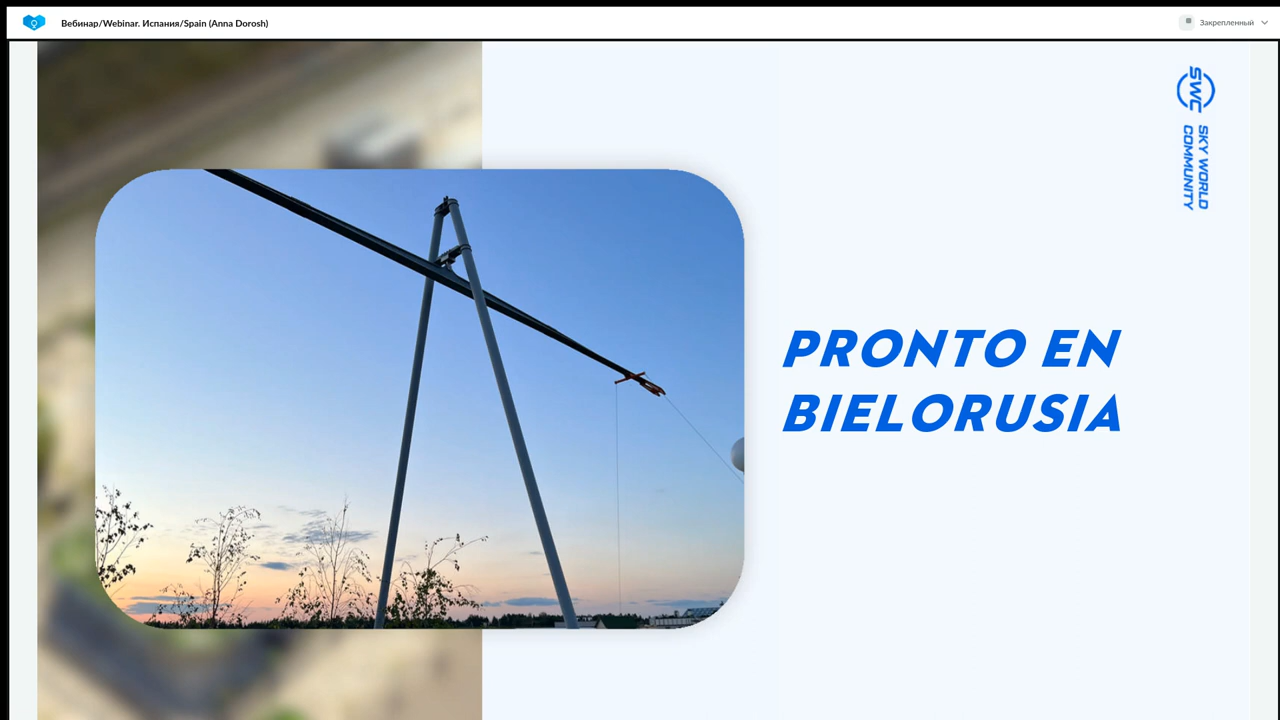 Вебинар/Webinar. Испания/Spain (Anna Dorosh)
Закрепленный
SWC
SKY WORLD
COMMUNITY
PRONTO EN
BIELORUSIA